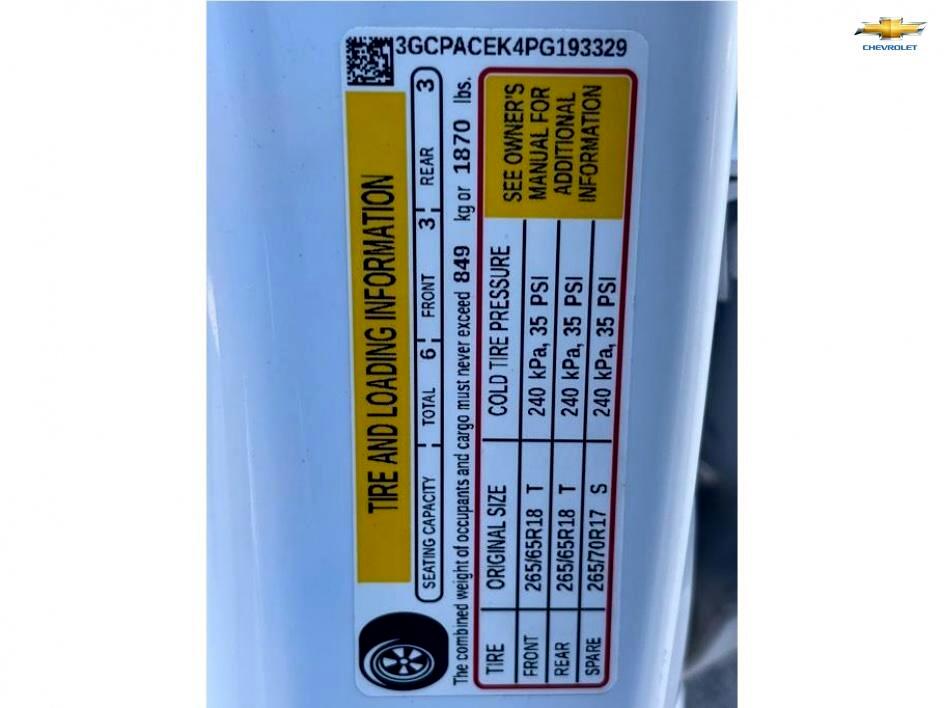 3GCPACEK4PG193329
TIRE AND LOADING INFORMATION
SEATING CAPACITY TOTAL 6 FRONT 3 REAR 3
The combined weight of occupants and cargo must never exceed 849 kg or 1870 lbs.
TIRE ORIGINAL SIZE COLD TIRE PRESSURE
FRONT 265/65R18 T 240 kPa, 35 PSI
REAR 265/65R18 T 240 kPa, 35 PSI
SPARE 265/70R17 S 240 kPa, 35 PSI
SEE OWNER'S
MANUAL FOR
ADDITIONAL
INFORMATION
CHEVROLET